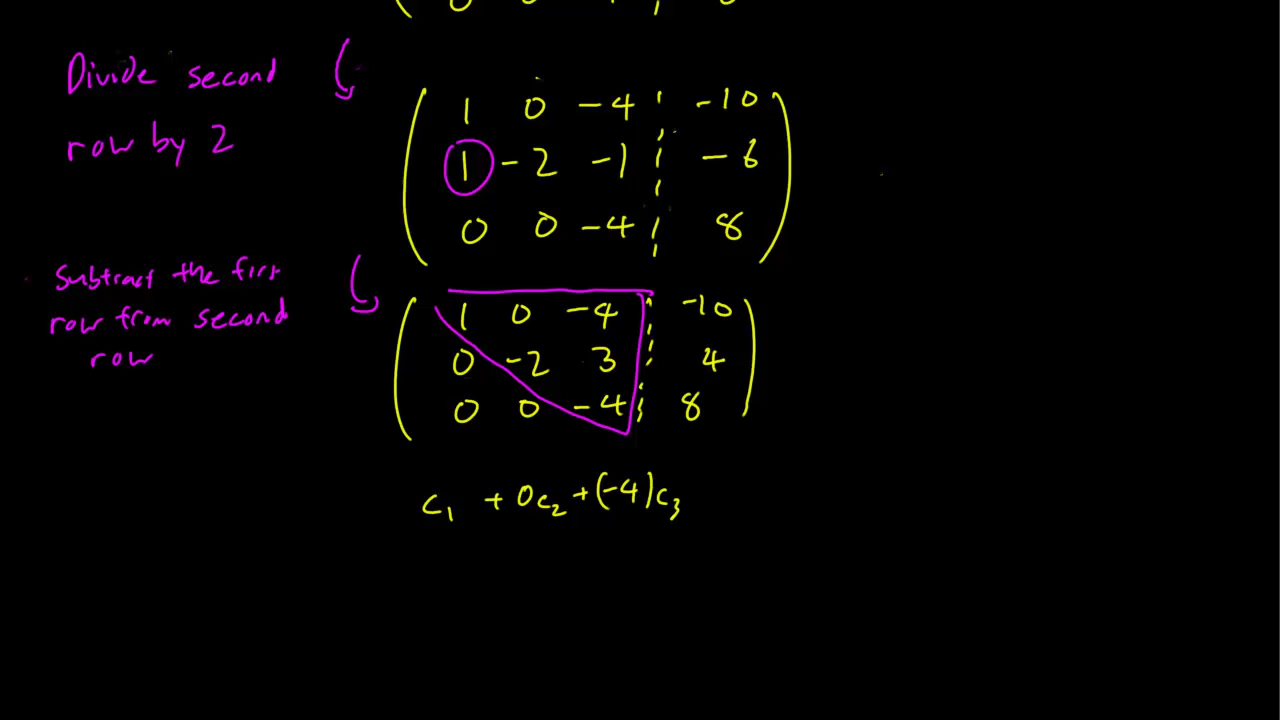 Divide second
row by 2
1 0 -4 ¦ -10
1 -2 -1 ¦ -6
0 0 -4 ¦ 8
Subtract the first
row from second
row
1 0 -4 ¦ -10
0 -2 3 ¦ 4
0 0 -4 ¦ 8
c₁ + 0c₂ + (-4)c₃